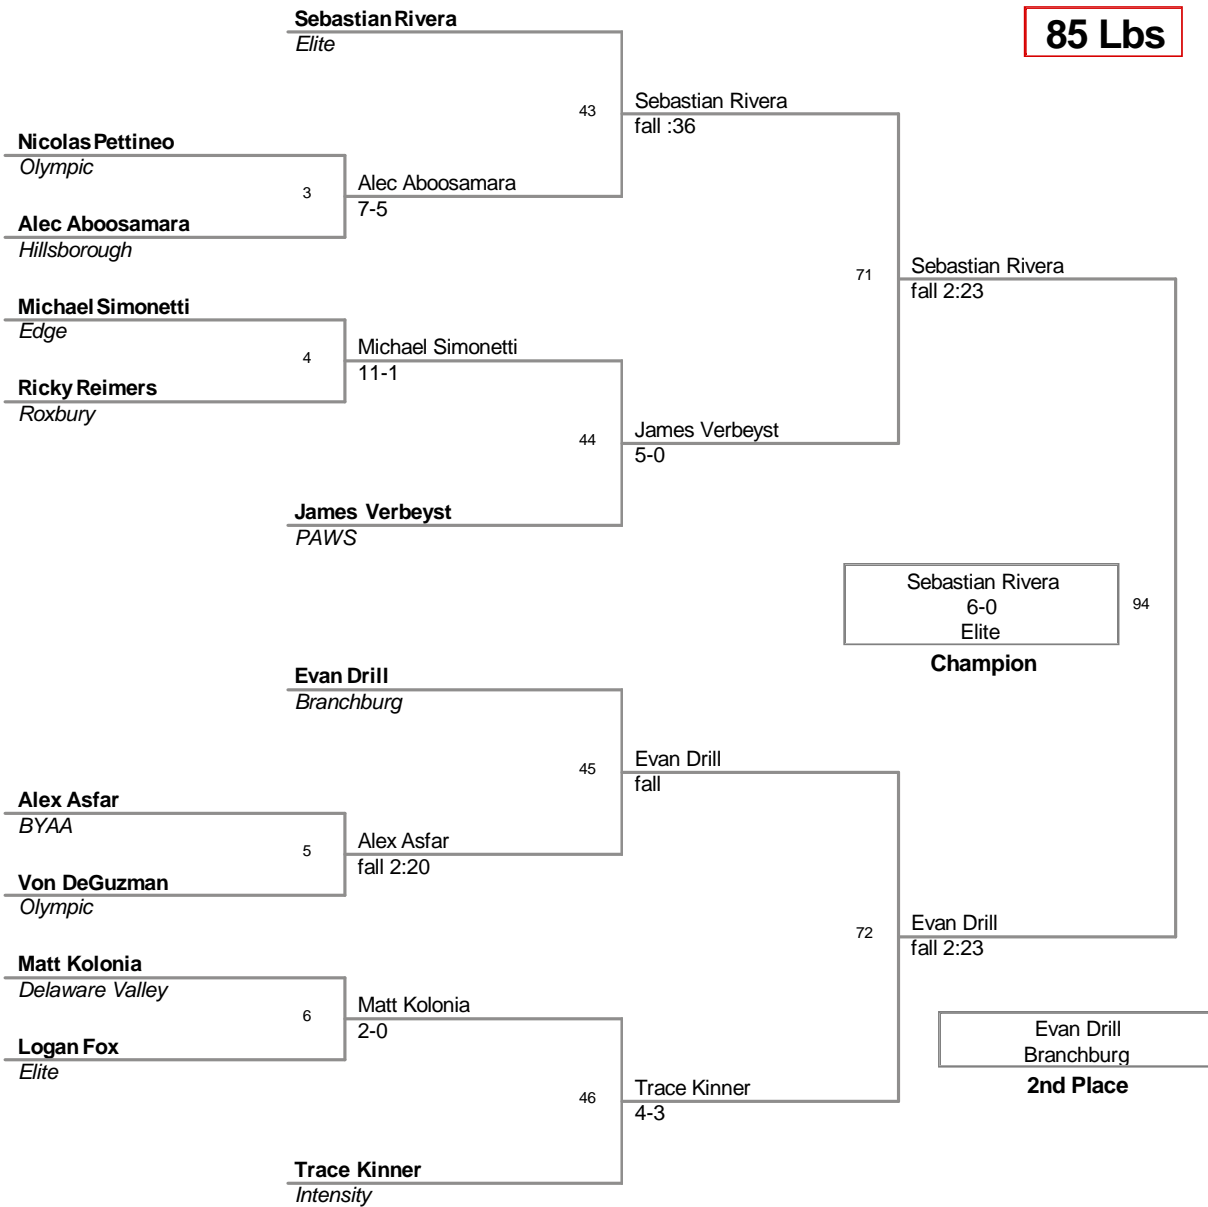 Sebastian Rivera
Elite
85 Lbs
43
Sebastian Rivera
fall :36
Nicolas Pettineo
Olympic
3
Alec Aboosamara
7-5
Alec Aboosamara
Hillsborough
71
Sebastian Rivera
fall 2:23
Michael Simonetti
Edge
4
Michael Simonetti
11-1
Ricky Reimers
Roxbury
44
James Verbeyst
5-0
James Verbeyst
PAWS
Sebastian Rivera
6-0
Elite
94
Champion
Evan Drill
Branchburg
45
Evan Drill
fall
Alex Asfar
BYAA
5
Alex Asfar
fall 2:20
Von DeGuzman
Olympic
72
Evan Drill
fall 2:23
Matt Kolonia
Delaware Valley
6
Matt Kolonia
2-0
Logan Fox
Elite
Evan Drill
Branchburg
2nd Place
46
Trace Kinner
4-3
Trace Kinner
Intensity